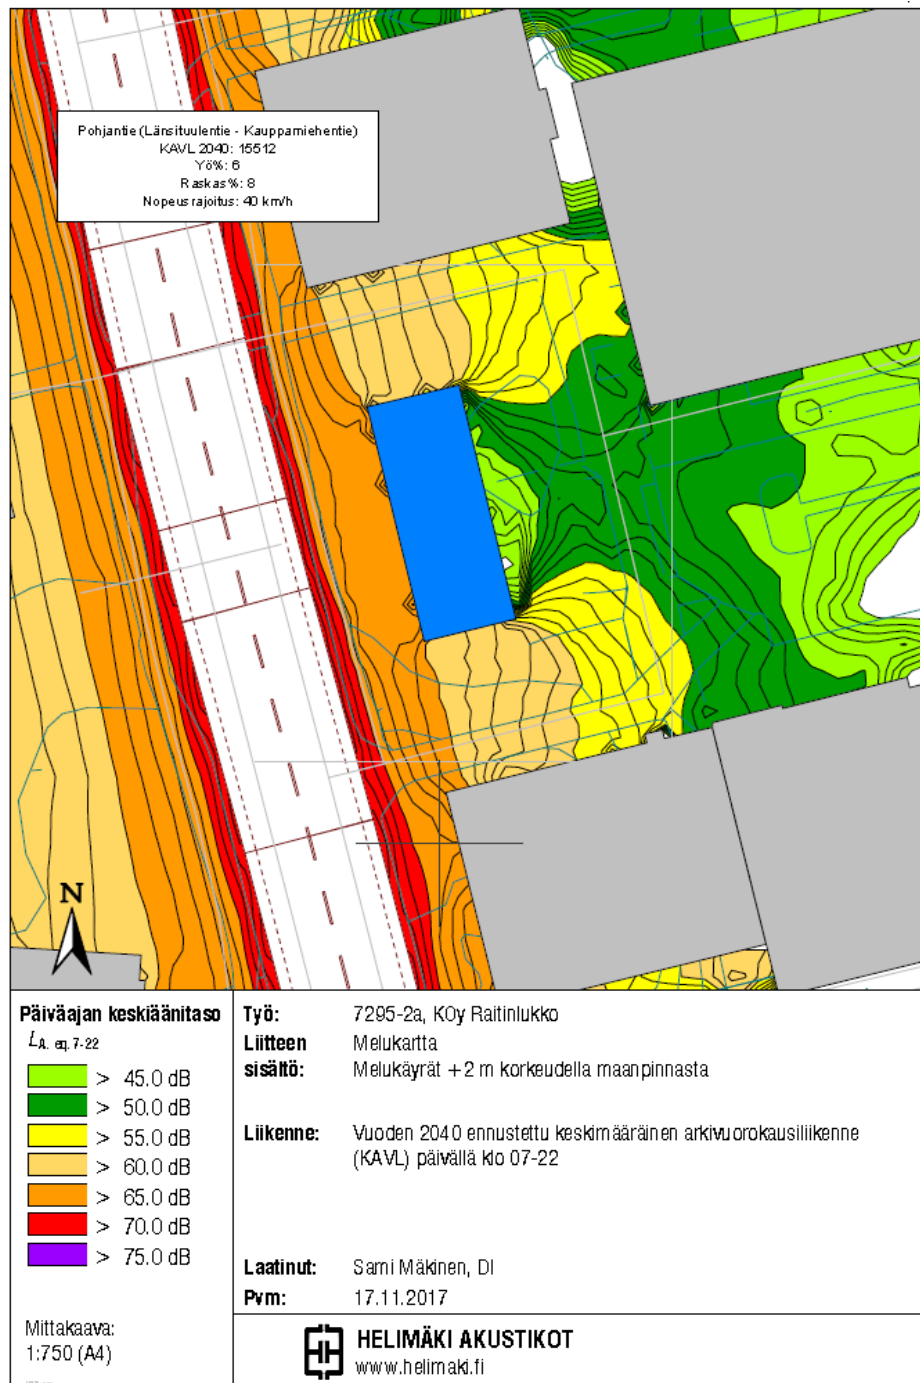 Pohjantie (Länsituulentie - Kauppamiehentie)
KAVL 2040: 15512
Yö%: 6
Raskas%: 8
Nopeusrajoitus: 40 km/h
N
Päiväajan keskiäänitaso
LA, eq, 7-22
> 45.0 dB
> 50.0 dB
> 55.0 dB
> 60.0 dB
> 65.0 dB
> 70.0 dB
> 75.0 dB
Mittakaava:
1:750 (A4)
Työ: 7295-2a, KOy Raitinlukko
Liitteen Melukartta
sisältö: Melukäyrät +2 m korkeudella maanpinnasta
Liikenne: Vuoden 2040 ennustettu keskimääräinen arkivuorokausiliikenne
(KAVL) päivällä klo 07-22
Laatinut: Sami Mäkinen, DI
Pvm: 17.11.2017
HELIMÄKI AKUSTIKOT
www.helimaki.fi